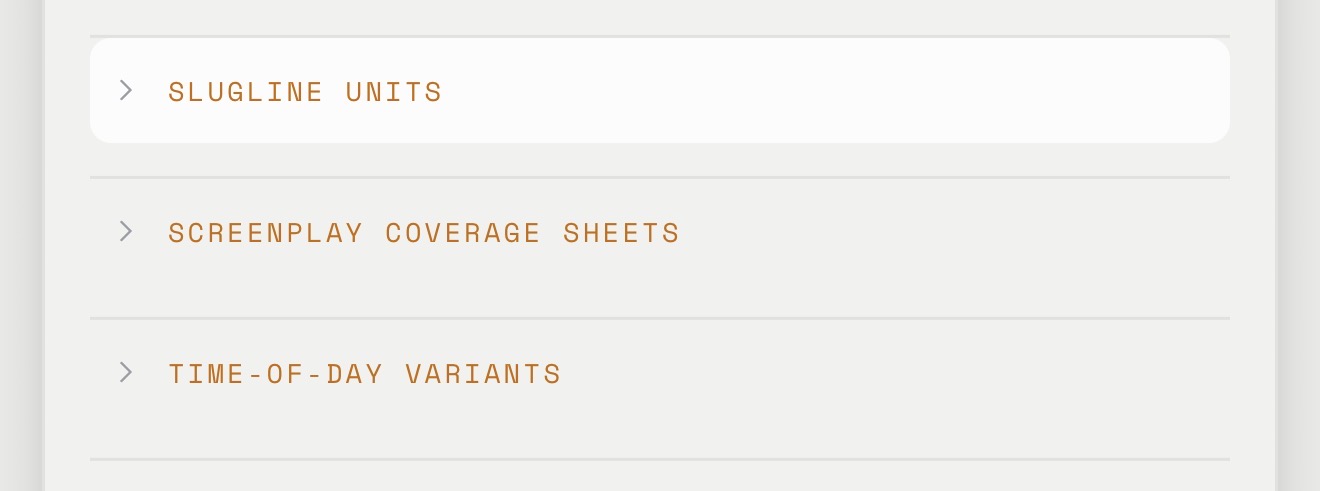 SLUGLINE UNITS
SCREENPLAY COVERAGE SHEETS
TIME-OF-DAY VARIANTS